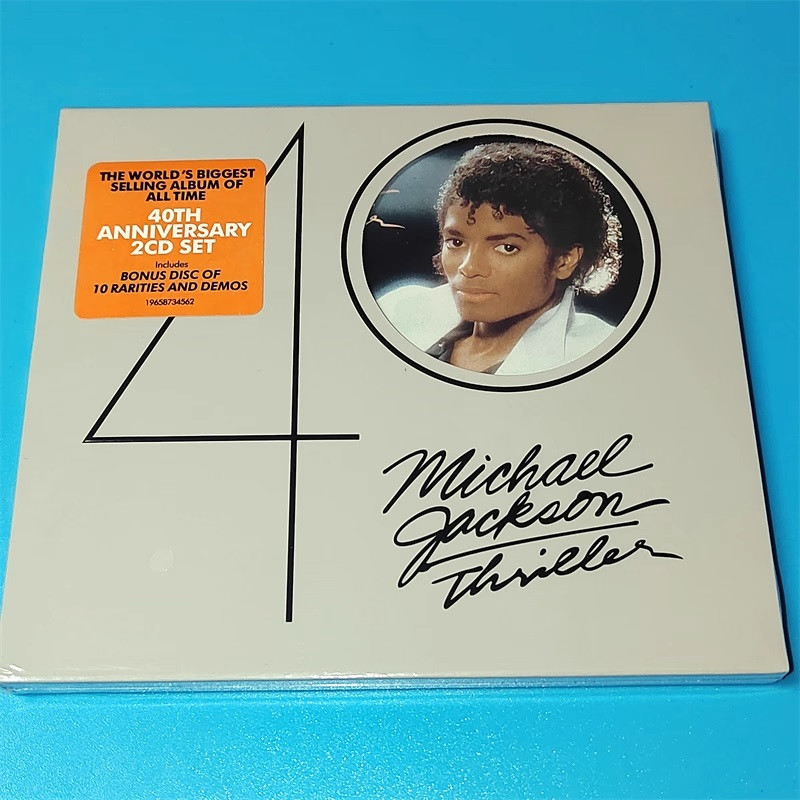 THE WORLD'S BIGGEST
SELLING ALBUM OF
ALL TIME
40TH
ANNIVERSARY
2CD SET
Includes
BONUS DISC OF
10 RARITIES AND DEMOS
19658734562
40
Michael
Jackson
Thriller